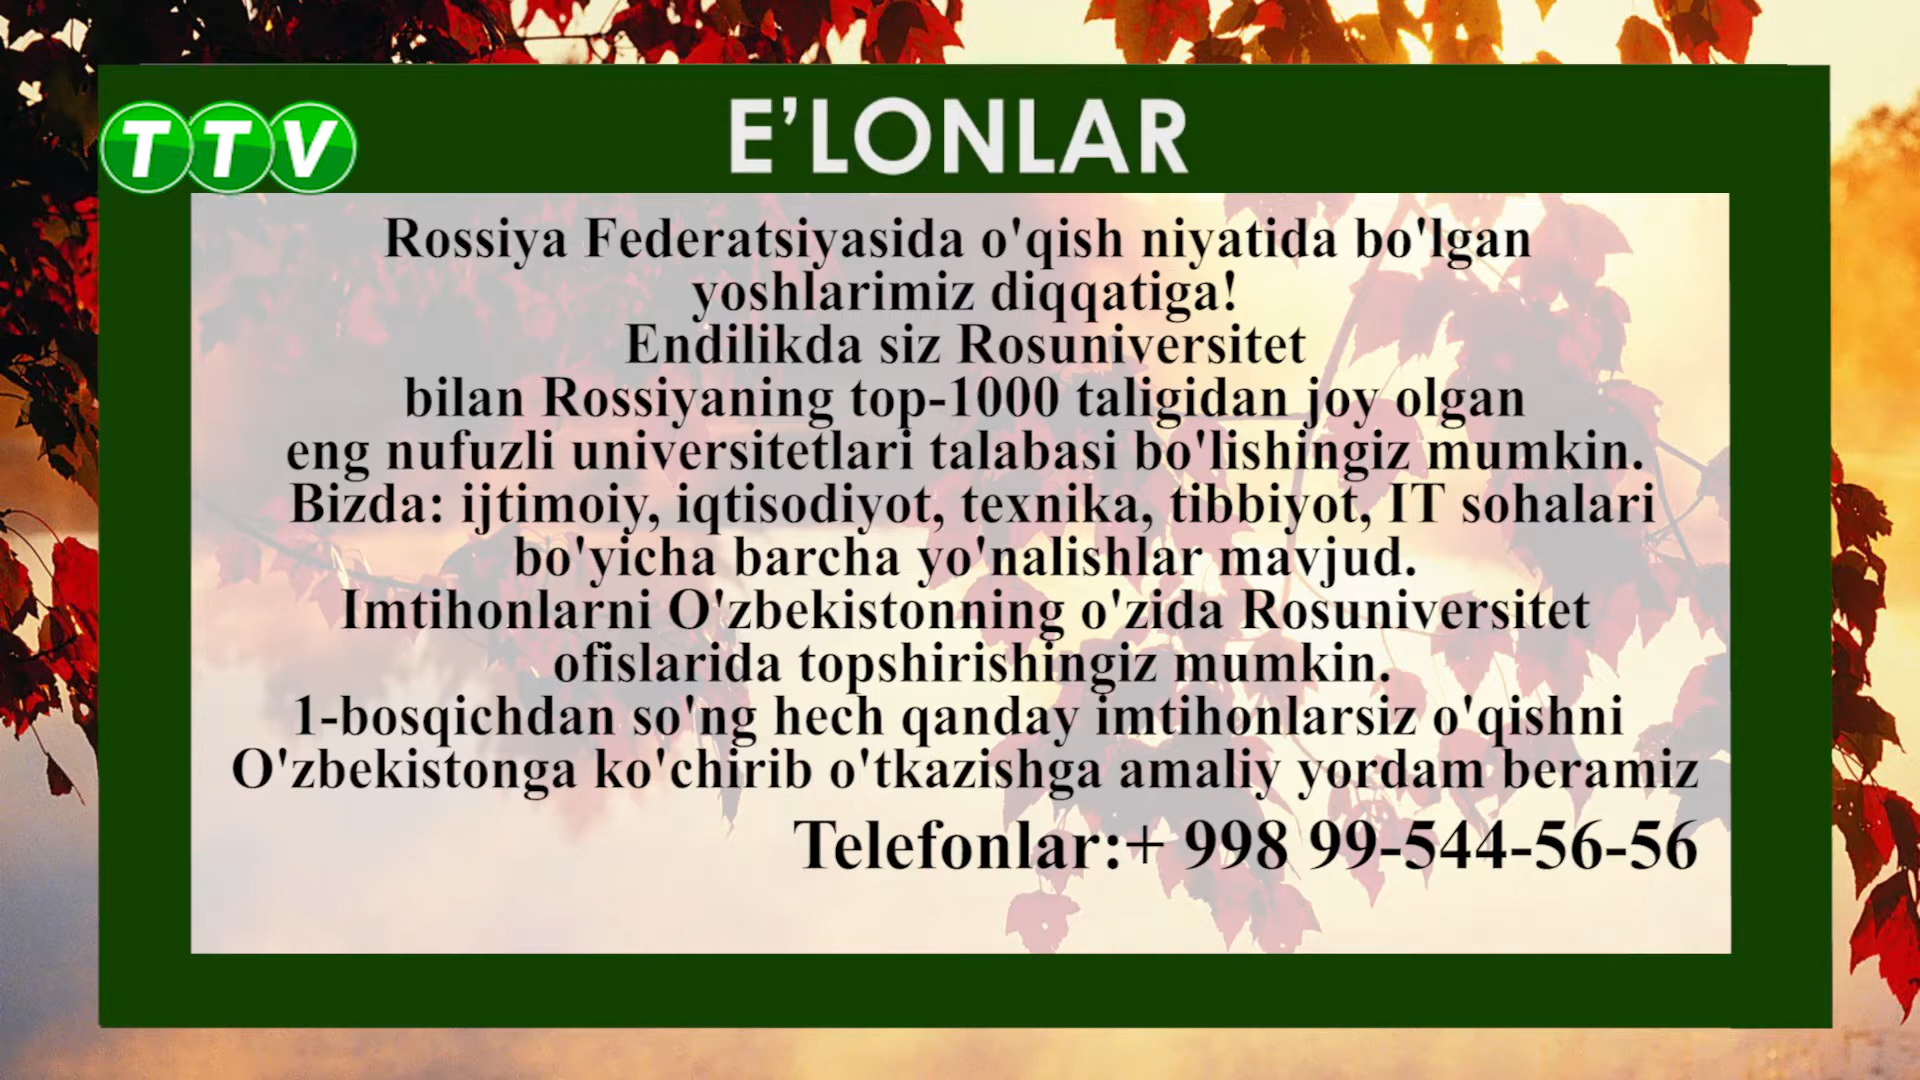 TTV
E’LONLAR
Rossiya Federatsiyasida o'qish niyatida bo'lgan
yoshlarimiz diqqatiga!
Endilikda siz Rosuniversitet
bilan Rossiyaning top-1000 taligidan joy olgan
eng nufuzli universitetlari talabasi bo'lishingiz mumkin.
Bizda: ijtimoiy, iqtisodiyot, texnika, tibbiyot, IT sohalari
bo'yicha barcha yo'nalishlar mavjud.
Imtihonlarni O'zbekistonning o'zida Rosuniversitet
ofislarida topshirishingiz mumkin.
1-bosqichdan so'ng hech qanday imtihonlarsiz o'qishni
O'zbekistonga ko'chirib o'tkazishga amaliy yordam beramiz
Telefonlar:+ 998 99-544-56-56